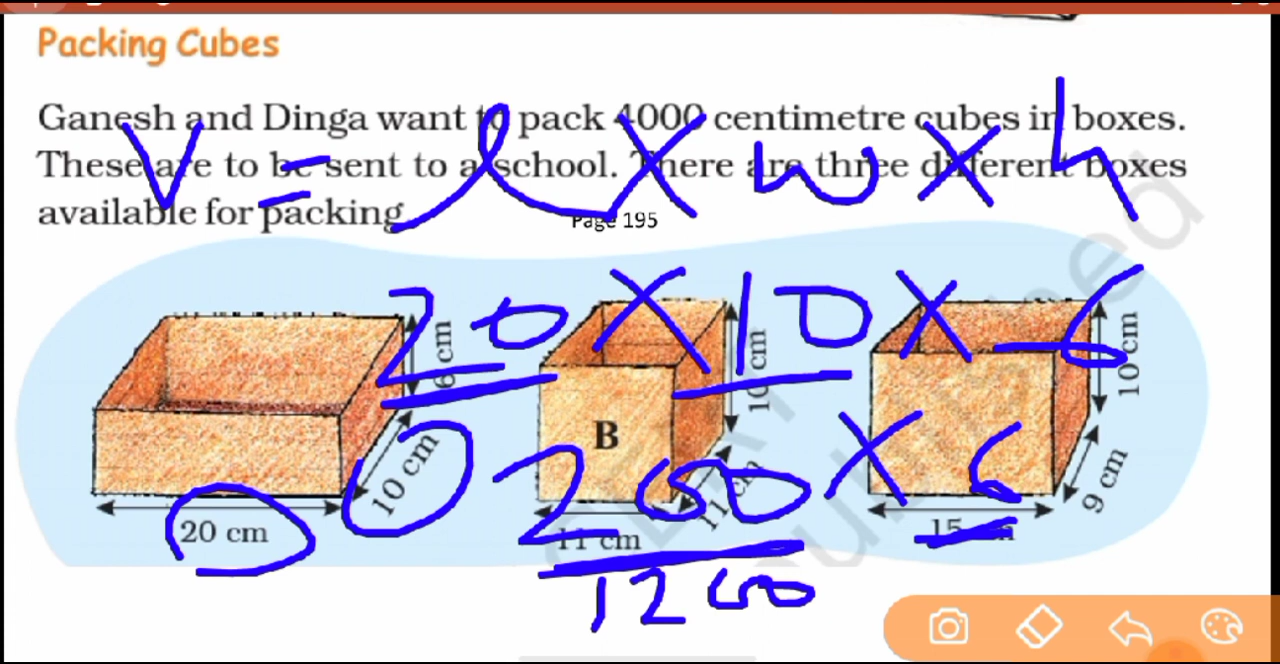 Packing Cubes
Ganesh and Dinga want to pack 4000 centimetre cubes in boxes.
These are to be sent to a school. There are three different boxes
available for packing
V = l X w X h
Page 195
20 X 10 X 6
6 cm
10 cm
20 cm
B
10 cm
11 cm
11 cm
10 cm
9 cm
15
200 X 6
1200